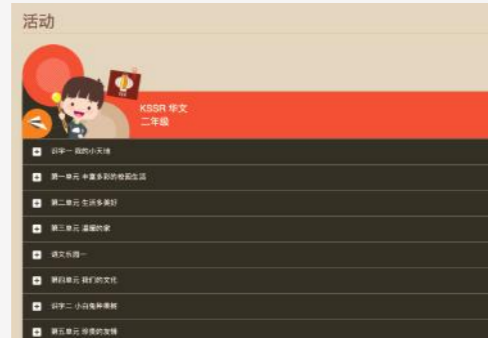 活动
KSSR 华文
二年级
识字一 我的小天地
第一单元 丰富多彩的校园生活
第二单元 生活多美好
第三单元 温暖的家
语文乐园一
第四单元 我们的文化
识字二 小白兔种果树
第五单元 珍贵的友情